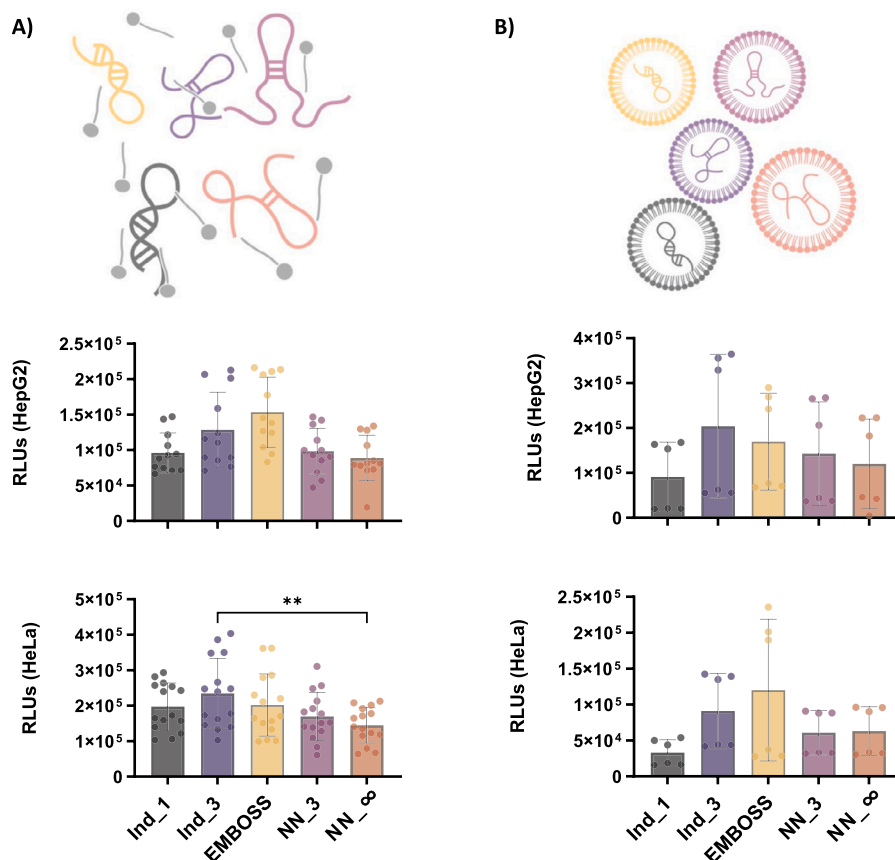 A)
B)
RLUs (HepG2)
2.5×10⁵
2×10⁵
1.5×10⁵
1×10⁵
5×10⁴
0
RLUs (HepG2)
4×10⁵
3×10⁵
2×10⁵
1×10⁵
0
RLUs (HeLa)
5×10⁵
4×10⁵
3×10⁵
2×10⁵
1×10⁵
0
**
Ind_1
Ind_3
EMBOSS
NN_3
NN_∞
RLUs (HeLa)
2.5×10⁵
2×10⁵
1.5×10⁵
1×10⁵
5×10⁴
0
Ind_1
Ind_3
EMBOSS
NN_3
NN_∞